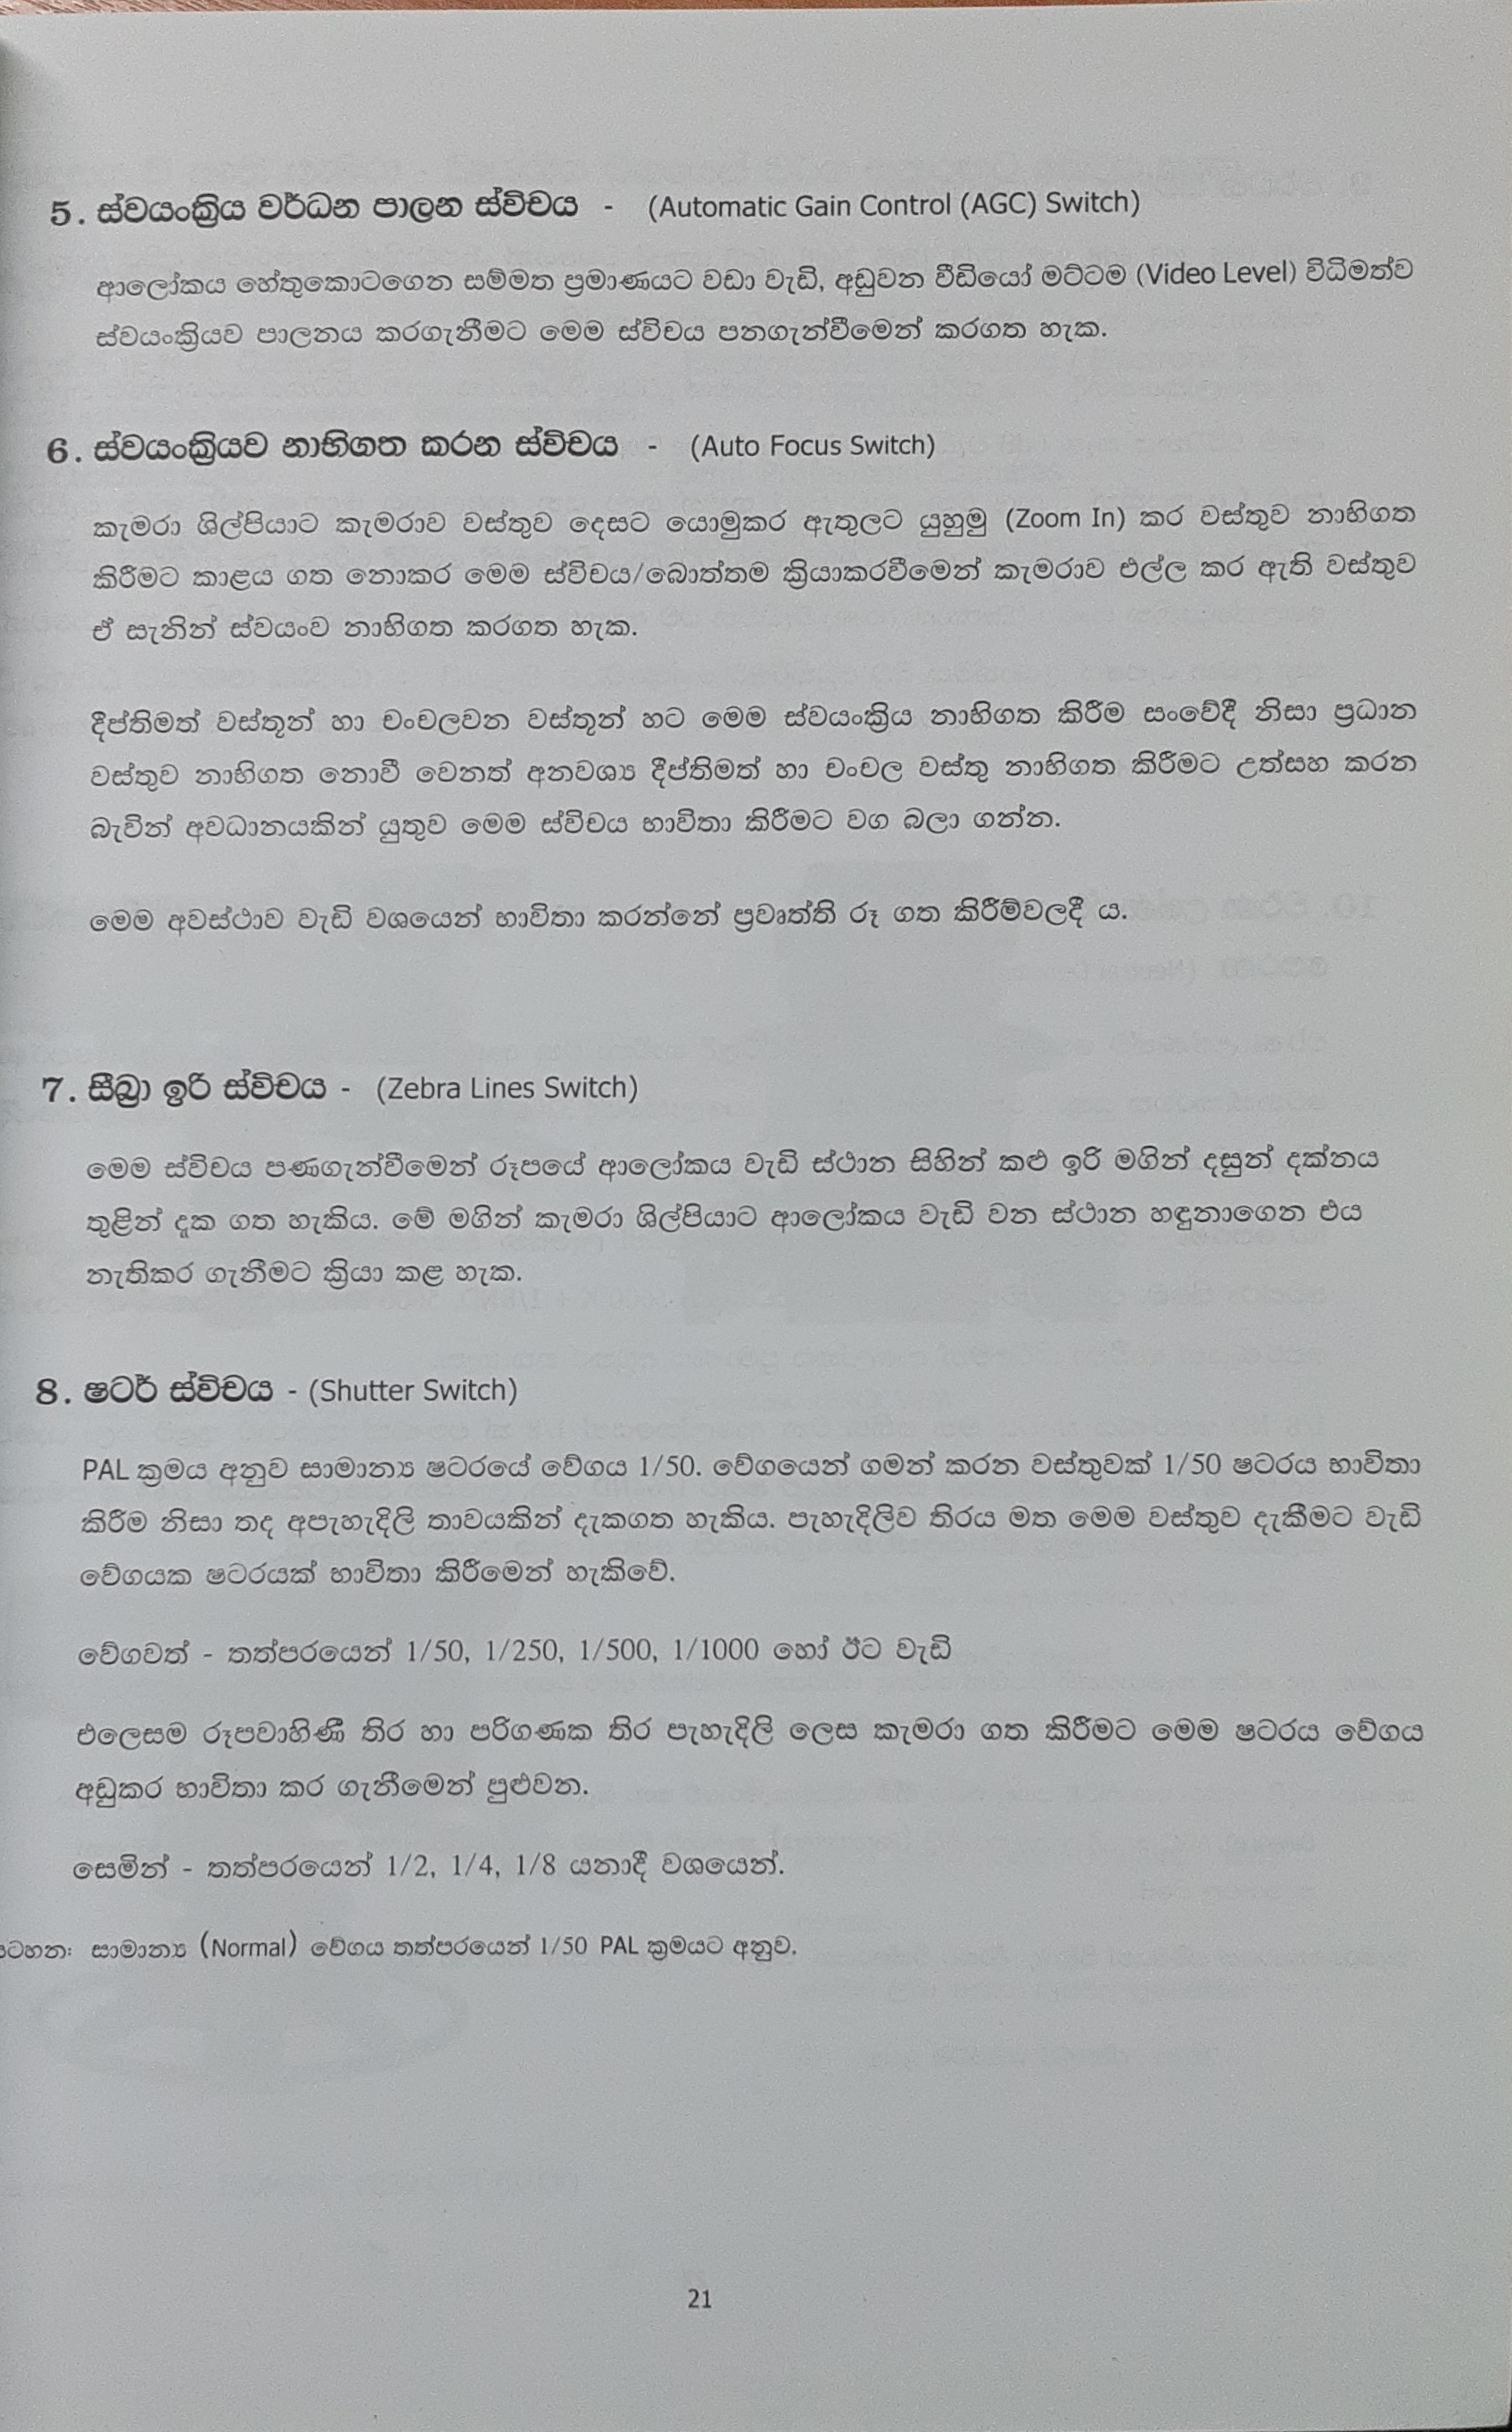 5. ස්වයංක්‍රිය වර්ධන පාලන ස්විචය - (Automatic Gain Control (AGC) Switch)
ආලෝකය හේතුකොටගෙන සම්මත ප්‍රමාණයට වඩා වැඩි, අඩුවන වීඩියෝ මට්ටම (Video Level) විධිමත්ව
ස්වයංක්‍රියව පාලනය කරගැනීමට මෙම ස්විචය පනගැන්වීමෙන් කරගත හැක.
6. ස්වයංක්‍රියව නාභිගත කරන ස්විචය - (Auto Focus Switch)
කැමරා ශිල්පියාට කැමරාව වස්තුව දෙසට යොමුකර ඇතුලට යුහුමු (Zoom In) කර වස්තුව නාභිගත
කිරීමට කාළය ගත නොකර මෙම ස්විචය/බොත්තම ක්‍රියාකරවීමෙන් කැමරාව එල්ල කර ඇති වස්තුව
ඒ සැනින් ස්වයංව නාභිගත කරගත හැක.
දීප්තිමත් වස්තූන් හා චංචලවන වස්තූන් හට මෙම ස්වයංක්‍රිය නාභිගත කිරීම සංවේදී නිසා ප්‍රධාන
වස්තුව නාභිගත නොවී වෙනත් අනවශ්‍ය දීප්තිමත් හා චංචල වස්තු නාභිගත කිරීමට උත්සහ කරන
බැවින් අවධානයකින් යුතුව මෙම ස්විචය භාවිතා කිරීමට වග බලා ගන්න.
මෙම අවස්ථාව වැඩි වශයෙන් භාවිතා කරන්නේ ප්‍රවෘත්ති රූ ගත කිරීම්වලදී ය.
7. සීබ්‍රා ඉරි ස්විචය - (Zebra Lines Switch)
මෙම ස්විචය පණගැන්වීමෙන් රූපයේ ආලෝකය වැඩි ස්ථාන සිහින් කළු ඉරි මගින් දසුන් දක්නය
තුළින් දැක ගත හැකිය. මේ මගින් කැමරා ශිල්පියාට ආලෝකය වැඩි වන ස්ථාන හඳුනාගෙන එය
නැතිකර ගැනීමට ක්‍රියා කළ හැක.
8. ෂටර් ස්විචය - (Shutter Switch)
PAL ක්‍රමය අනුව සාමාන්‍ය ෂටරයේ වේගය 1/50. වේගයෙන් ගමන් කරන වස්තුවක් 1/50 ෂටරය භාවිතා
කිරීම නිසා තද අපැහැදිලි තාවයකින් දැකගත හැකිය. පැහැදිලිව තිරය මත මෙම වස්තුව දැකීමට වැඩි
වේගයක ෂටරයක් භාවිතා කිරීමෙන් හැකිවේ.
වේගවත් - තත්පරයෙන් 1/50, 1/250, 1/500, 1/1000 හෝ ඊට වැඩි
එලෙසම රූපවාහිණී තිර හා පරිගණක තිර පැහැදිලි ලෙස කැමරා ගත කිරීමට මෙම ෂටරය වේගය
අඩුකර භාවිතා කර ගැනීමෙන් පුළුවන.
සෙමින් - තත්පරයෙන් 1/2, 1/4, 1/8 යනාදී වශයෙන්.
සාමාන්‍ය (Normal) වේගය තත්පරයෙන් 1/50 PAL ක්‍රමයට අනුව.
21